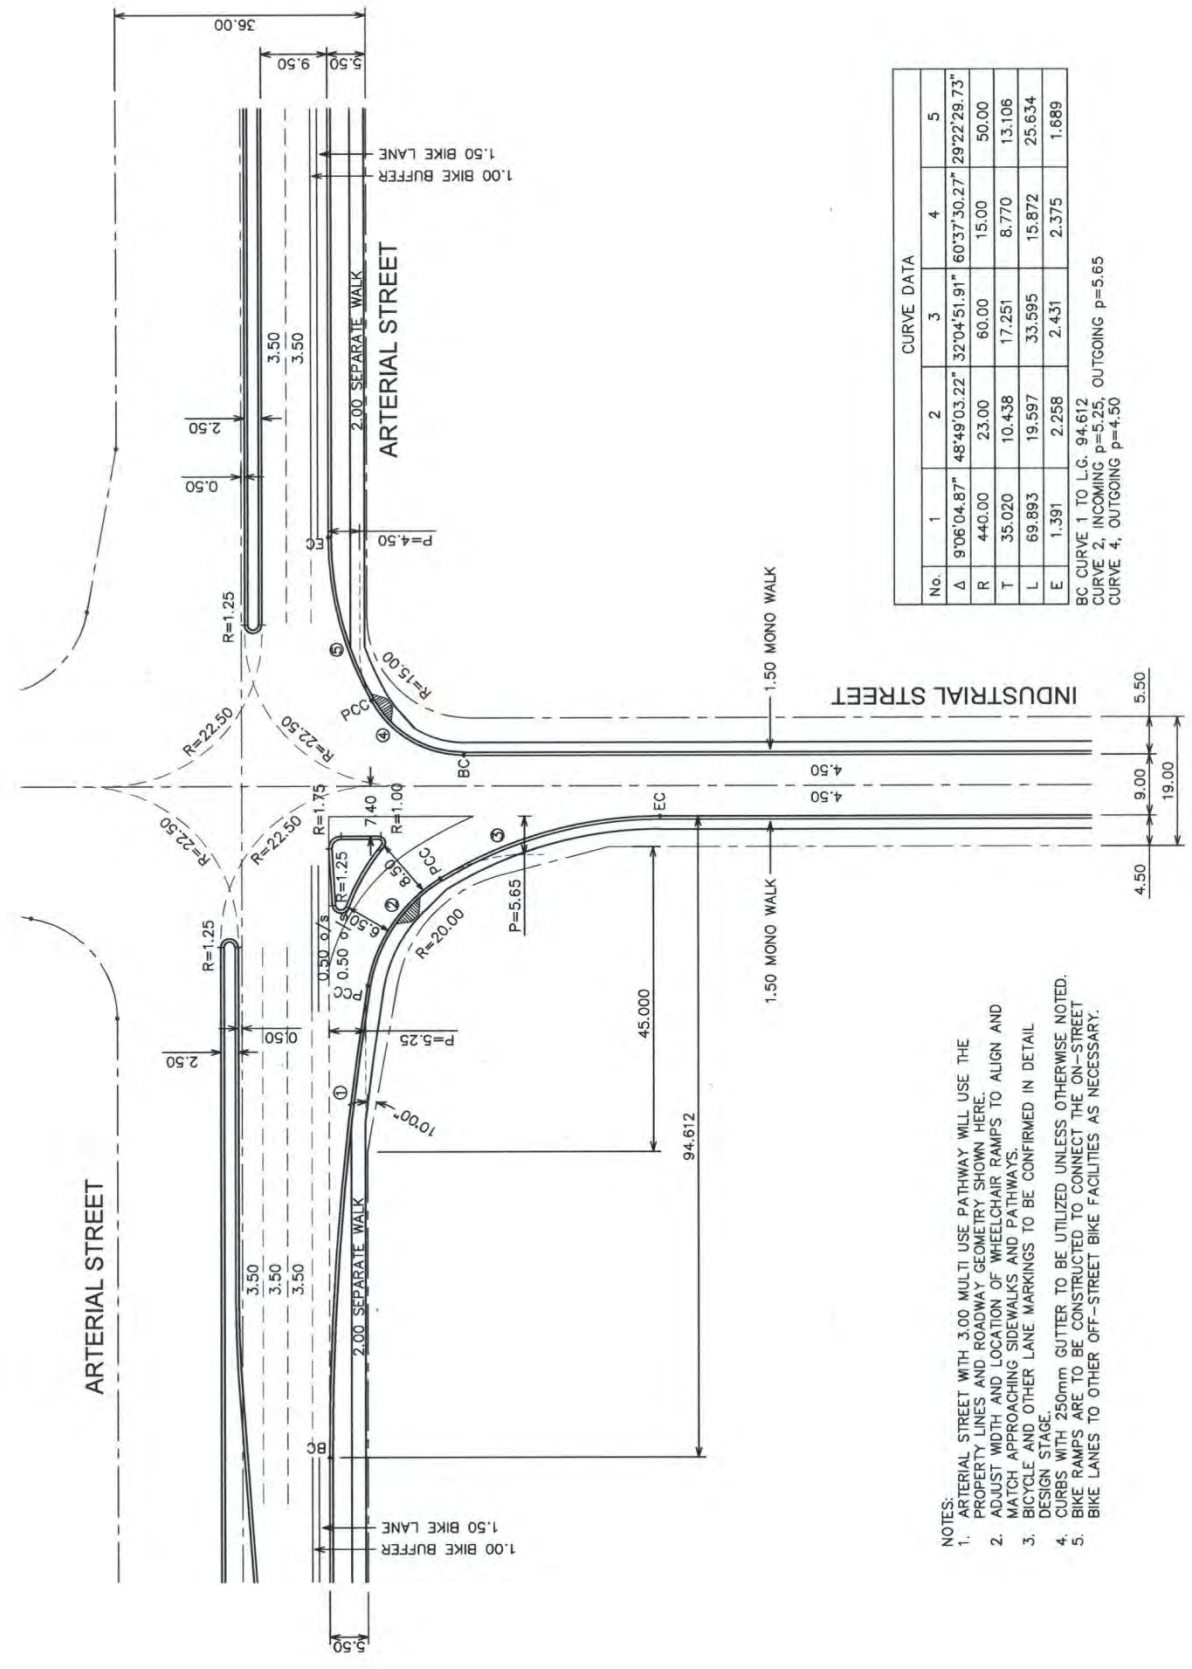 36.00
9.50
5.50
1.50 BIKE LANE
1.00 BIKE BUFFER
ARTERIAL STREET
2.00 SEPARATE WALK
3.50
3.50
2.50
0.50
R=1.25
EC
P=4.50
5
PCC
4
R=15.00
BC
R=22.50
R=22.50
R=22.50
R=22.50
1.50 MONO WALK
INDUSTRIAL STREET
4.50
4.50
5.50
9.00
19.00
4.50
R=1.75
7.40
R=1.00
R=1.25
8.50
6.50
0.50 o/s
0.50 o/s
PCC
2
PCC
3
EC
R=20.00
P=5.65
1.50 MONO WALK
R=1.25
2.50
0.50
P=5.25
1
10'00"
45.000
94.612
ARTERIAL STREET
3.50
3.50
3.50
2.00 SEPARATE WALK
BC
1.50 BIKE LANE
1.00 BIKE BUFFER
5.50
CURVE DATA
No. 1 2 3 4 5
Δ 9°06'04.87" 48°49'03.22" 32°04'51.91" 60°37'30.27" 29°22'29.73"
R 440.00 23.00 60.00 15.00 50.00
T 35.020 10.438 17.251 8.770 13.106
L 69.893 19.597 33.595 15.872 25.634
E 1.391 2.258 2.431 2.375 1.689
BC CURVE 1 TO L.G. 94.612
CURVE 2, INCOMING p=5.25, OUTGOING p=5.65
CURVE 4, OUTGOING p=4.50
NOTES:
1. ARTERIAL STREET WITH 3.00 MULTI USE PATHWAY WILL USE THE
PROPERTY LINES AND ROADWAY GEOMETRY SHOWN HERE.
2. ADJUST WIDTH AND LOCATION OF WHEELCHAIR RAMPS TO ALIGN AND
MATCH APPROACHING SIDEWALKS AND PATHWAYS.
3. BICYCLE AND OTHER LANE MARKINGS TO BE CONFIRMED IN DETAIL
DESIGN STAGE.
4. CURBS WITH 250mm GUTTER TO BE UTILIZED UNLESS OTHERWISE NOTED.
5. BIKE RAMPS ARE TO BE CONSTRUCTED TO CONNECT THE ON-STREET
BIKE LANES TO OTHER OFF-STREET BIKE FACILITIES AS NECESSARY.